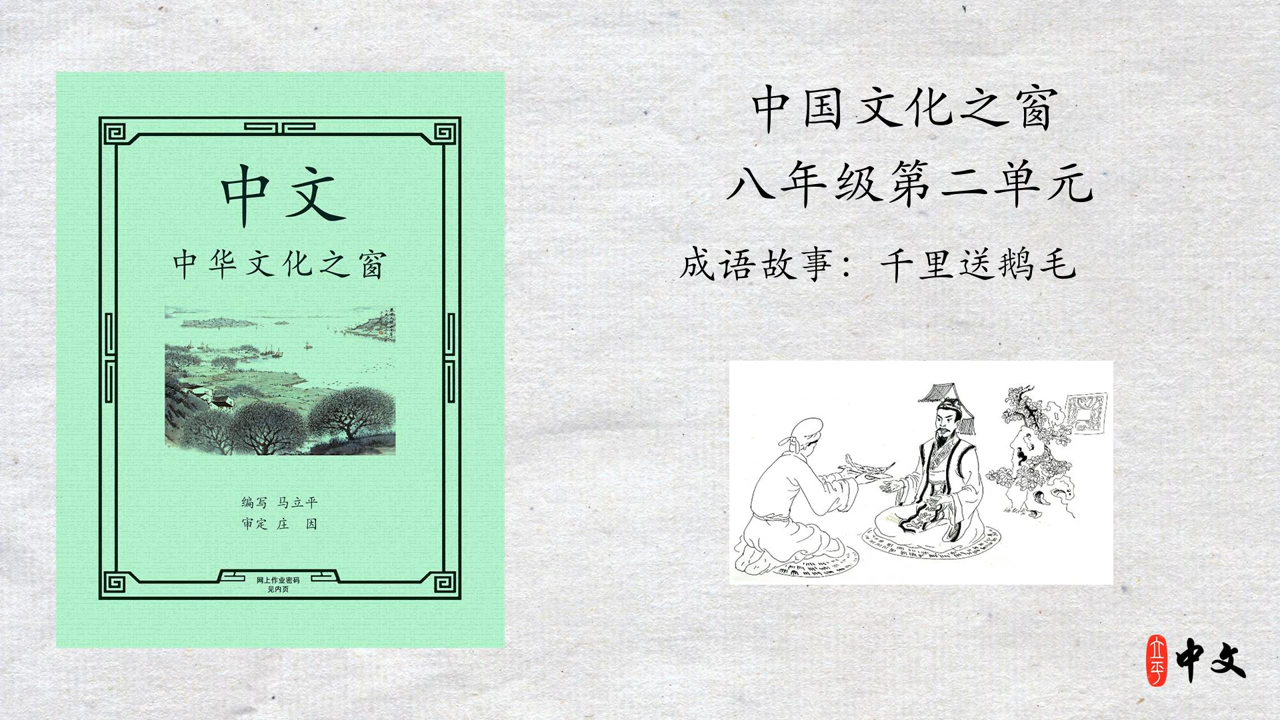 中文
中华文化之窗
编写 马立平
审定 庄 因
网上作业密码
见内页
中国文化之窗
八年级第二单元
成语故事：千里送鹅毛
立平
中文